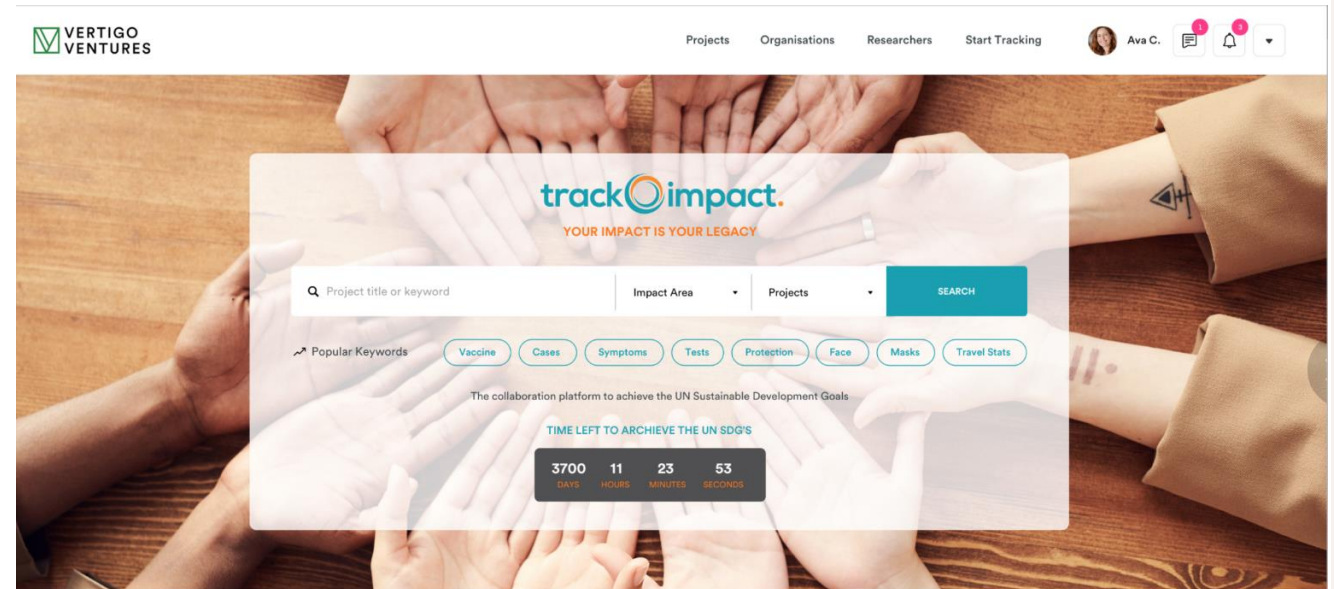 VERTIGO
VENTURES
Projects Organisations Researchers Start Tracking Ava C. 1
track impact.
YOUR IMPACT IS YOUR LEGACY
Project title or keyword Impact Area Projects SEARCH
Popular Keywords Vaccine Cases Symptoms Tests Protection Face Masks Travel Stats
The collaboration platform to achieve the UN Sustainable Development Goals
TIME LEFT TO ARCHIEVE THE UN SDG'S
3700 11 23 53
DAYS HOURS MINUTES SECONDS